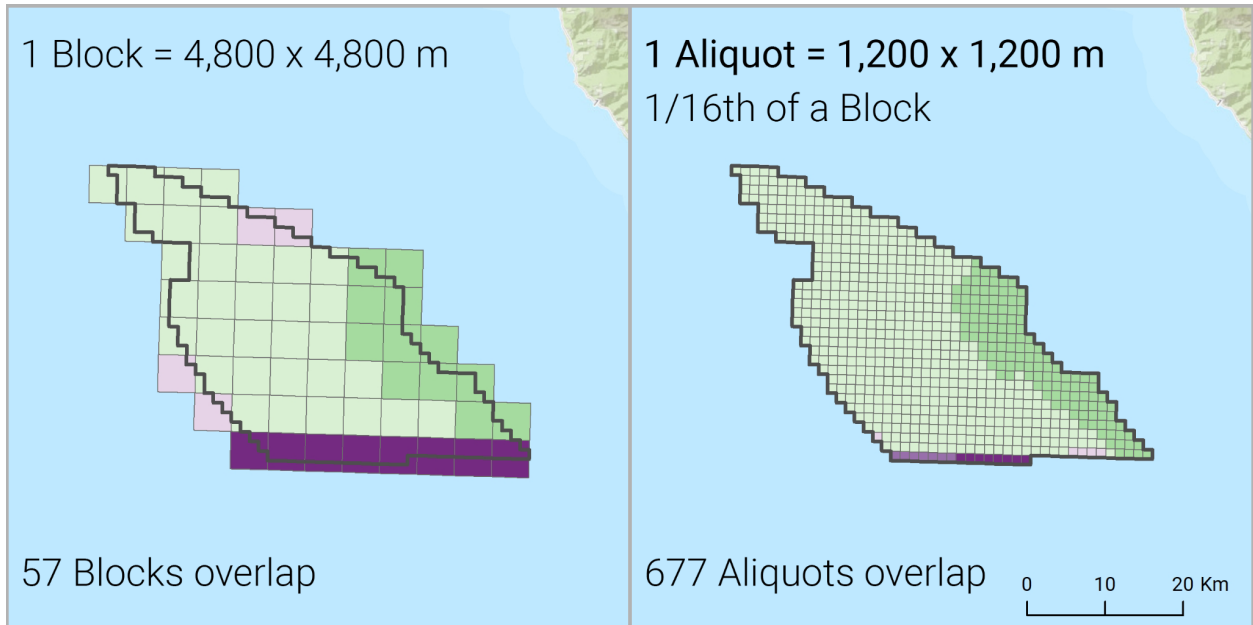 1 Block = 4,800 x 4,800 m
57 Blocks overlap
1 Aliquot = 1,200 x 1,200 m
1/16th of a Block
677 Aliquots overlap
0 10 20 Km